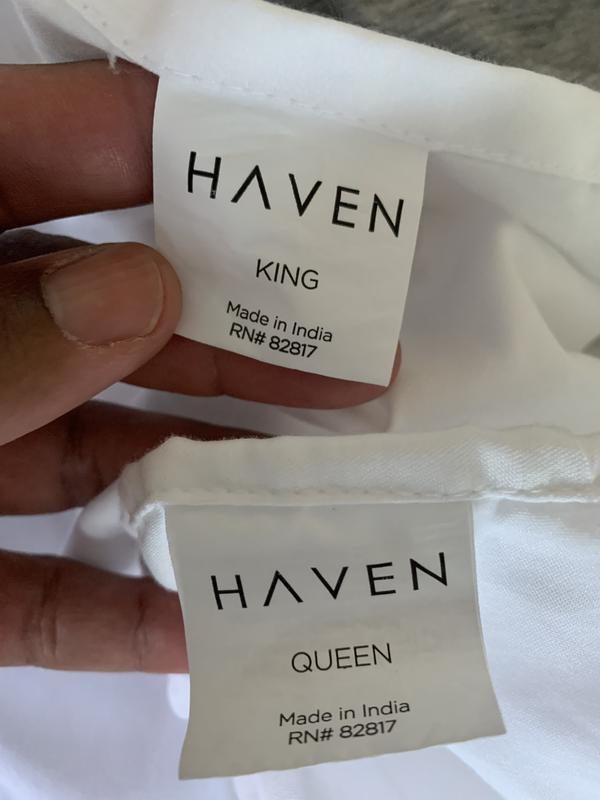 HAVEN
KING
Made in India
RN# 82817
HAVEN
QUEEN
Made in India
RN# 82817